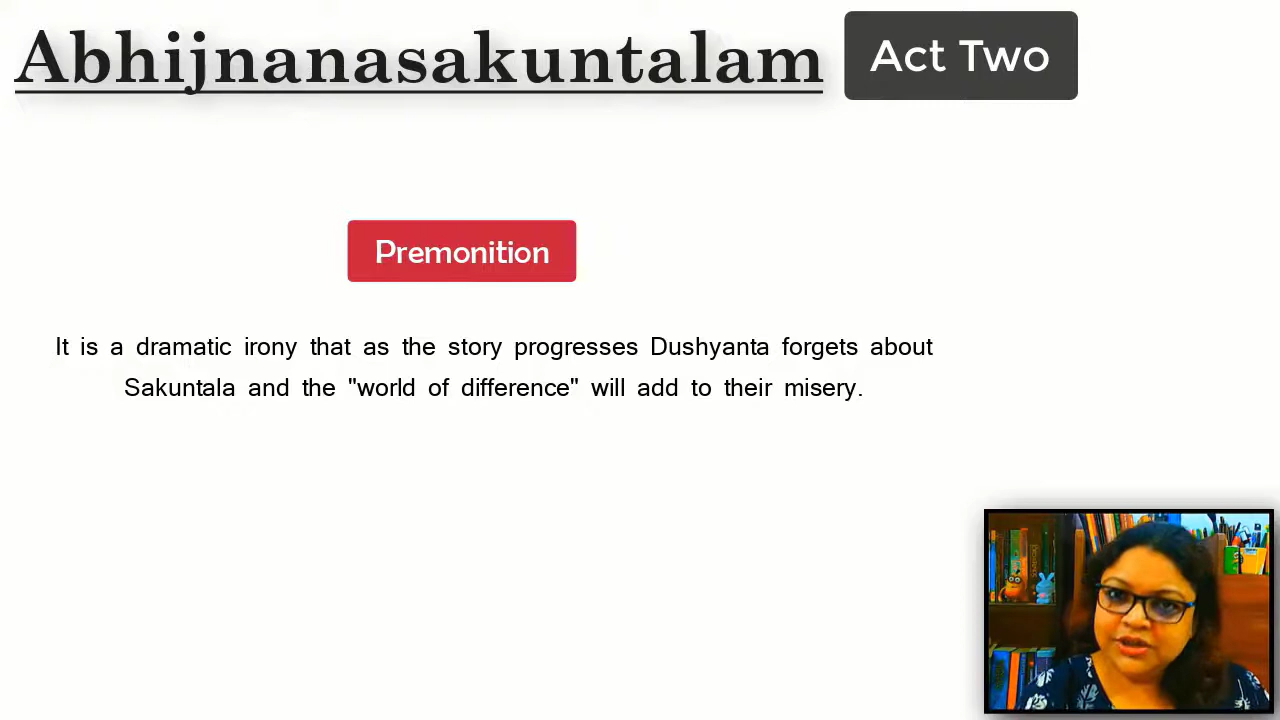 Abhijnanasakuntalam
Act Two
Premonition
It is a dramatic irony that as the story progresses Dushyanta forgets about
Sakuntala and the "world of difference" will add to their misery.